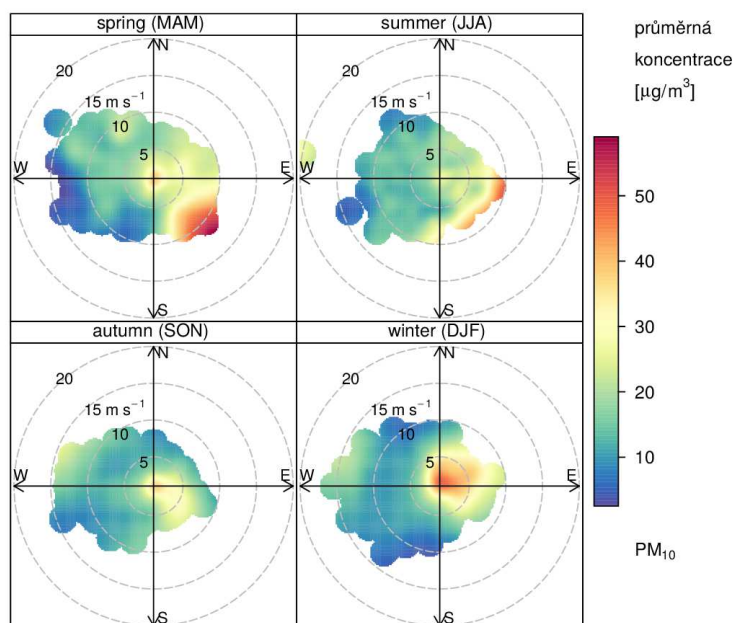 spring (MAM)
N
20
15 m s⁻¹
10
5
W
E
S
summer (JJA)
N
20
15 m s⁻¹
10
5
W
E
S
autumn (SON)
N
20
15 m s⁻¹
10
5
W
E
S
winter (DJF)
N
20
15 m s⁻¹
10
5
W
E
S
průměrná
koncentrace
[µg/m³]
50
40
30
20
10
PM₁₀